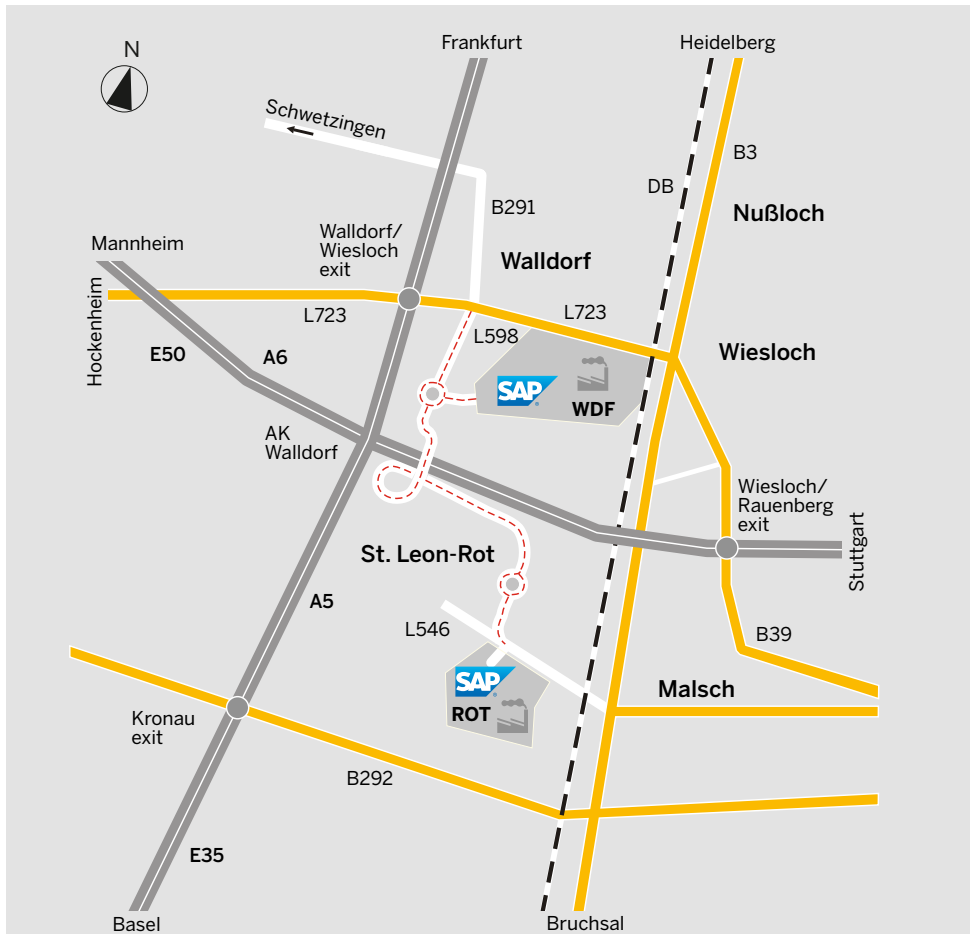 Frankfurt
Heidelberg
N
Schwetzingen
B3
DB
B291
Nußloch
Walldorf/
Wiesloch
exit
Mannheim
Walldorf
Hockenheim
L723
L598
L723
E50
A6
Wiesloch
SAP
WDF
AK
Walldorf
Wiesloch/
Rauenberg
exit
Stuttgart
St. Leon-Rot
A5
L546
B39
SAP
ROT
Malsch
Kronau
exit
B292
E35
Basel
Bruchsal